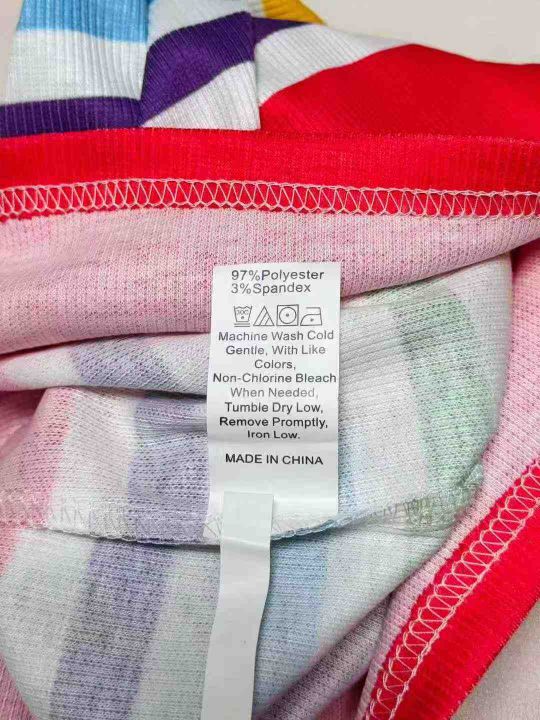 97%Polyester
3%Spandex
30C
Machine Wash Cold
Gentle, With Like
Colors,
Non-Chlorine Bleach
When Needed,
Tumble Dry Low,
Remove Promptly,
Iron Low.
MADE IN CHINA